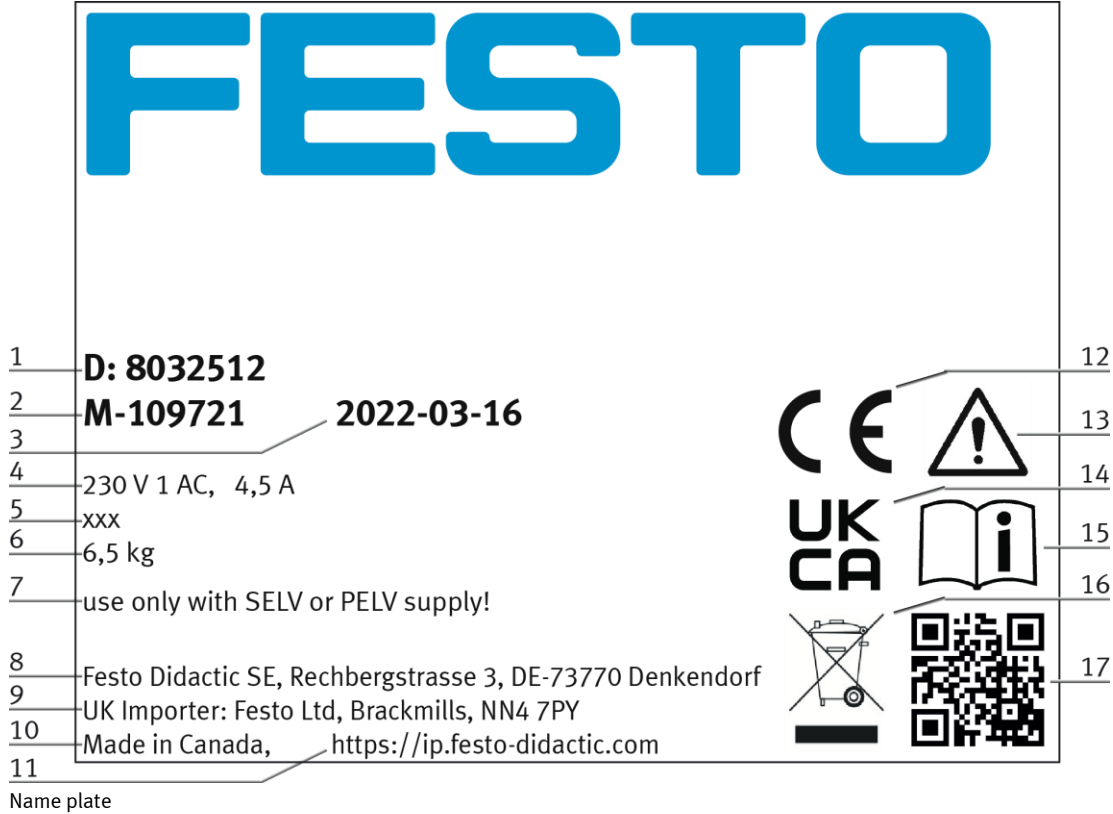 FESTO
1 D: 8032512
2 M-109721 2022-03-16
3
4 230 V 1 AC, 4,5 A
5 xxx
6 6,5 kg
7 use only with SELV or PELV supply!
8 Festo Didactic SE, Rechbergstrasse 3, DE-73770 Denkendorf
9 UK Importer: Festo Ltd, Brackmills, NN4 7PY
10 Made in Canada, https://ip.festo-didactic.com
11
12
CE
13
14
UK
CA
i
15
16
17
Name plate